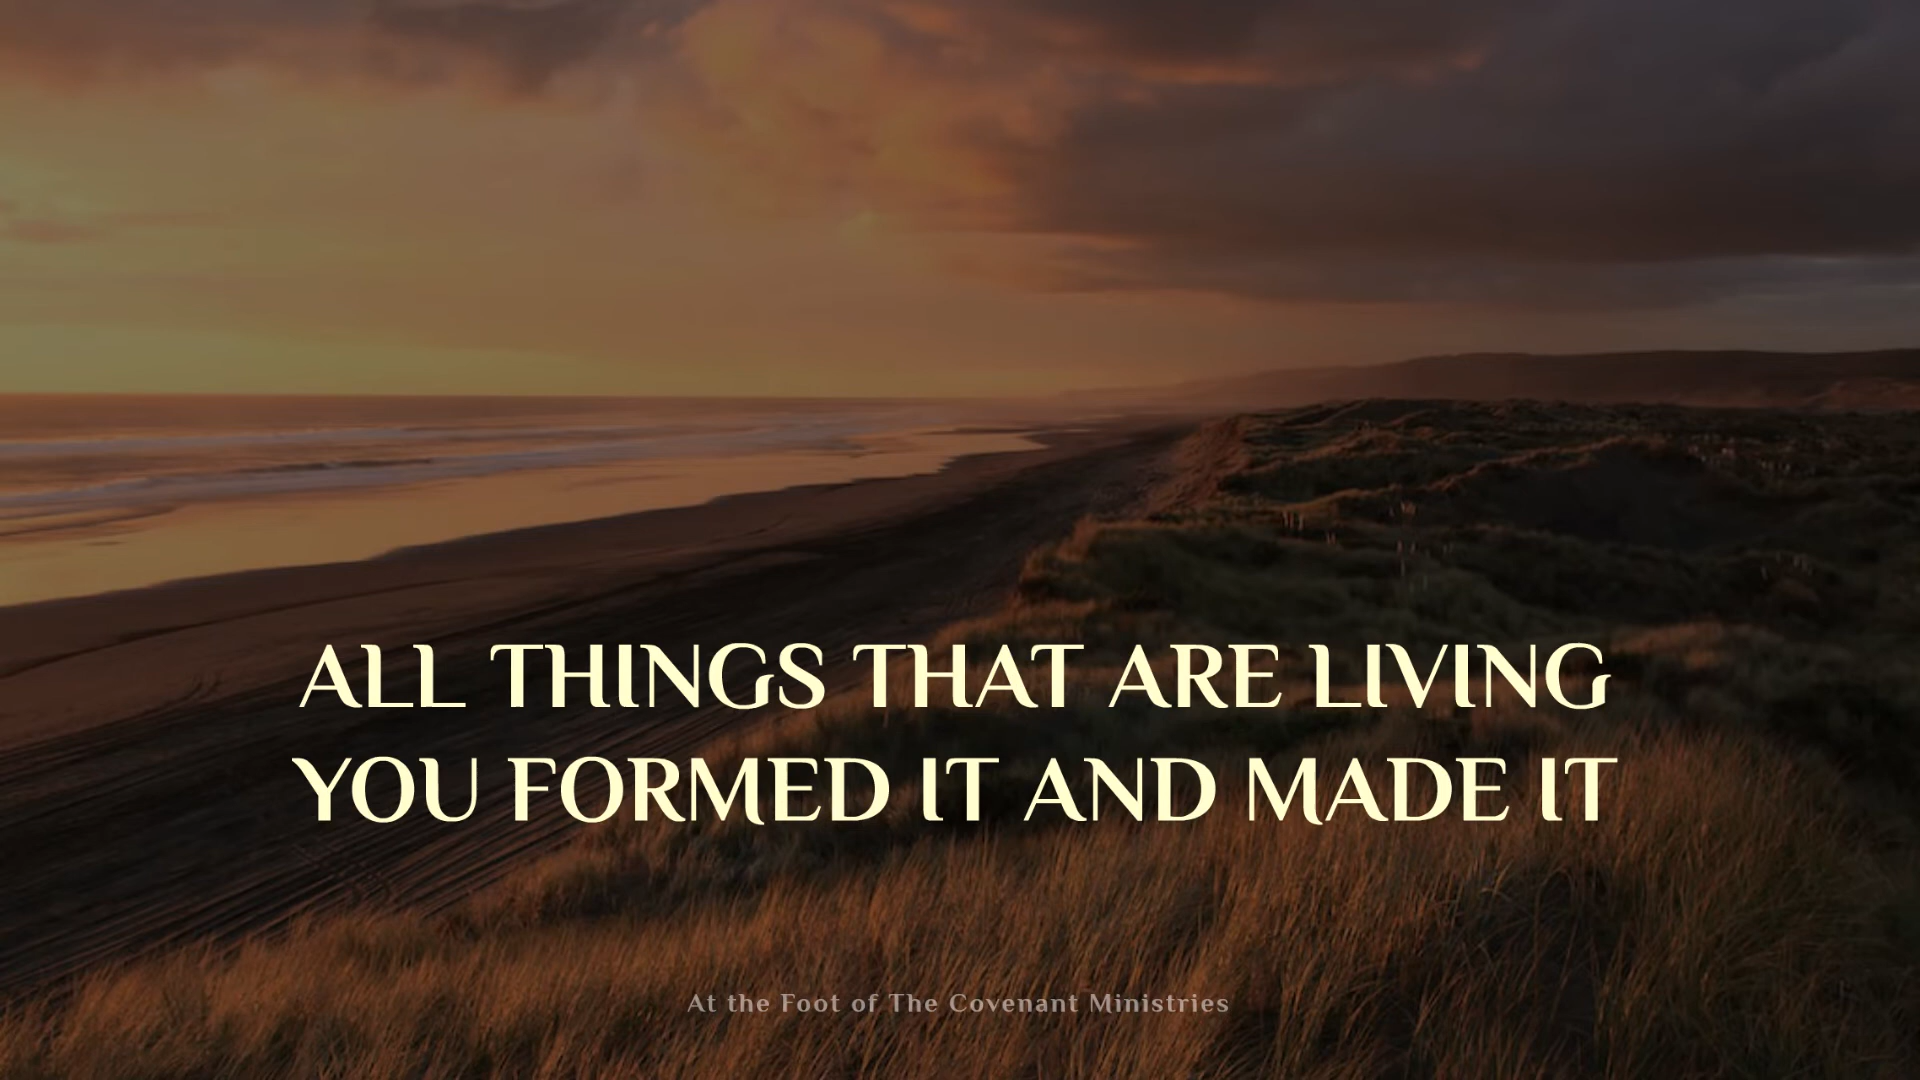 ALL THINGS THAT ARE LIVING
YOU FORMED IT AND MADE IT
At the Foot of The Covenant Ministries